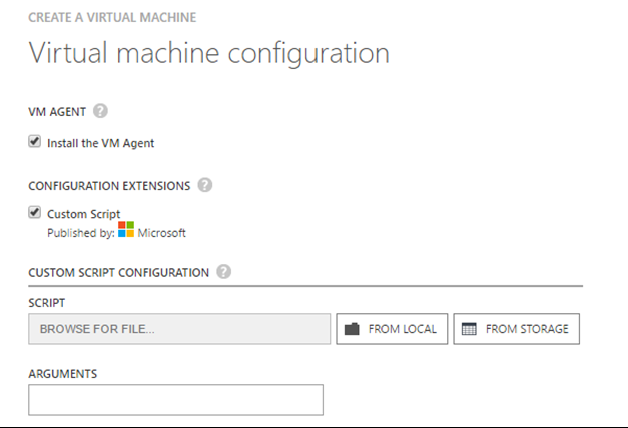 CREATE A VIRTUAL MACHINE
Virtual machine configuration
VM AGENT ?
Install the VM Agent
CONFIGURATION EXTENSIONS ?
Custom Script
Published by: Microsoft
CUSTOM SCRIPT CONFIGURATION ?
SCRIPT
BROWSE FOR FILE... FROM LOCAL FROM STORAGE
ARGUMENTS